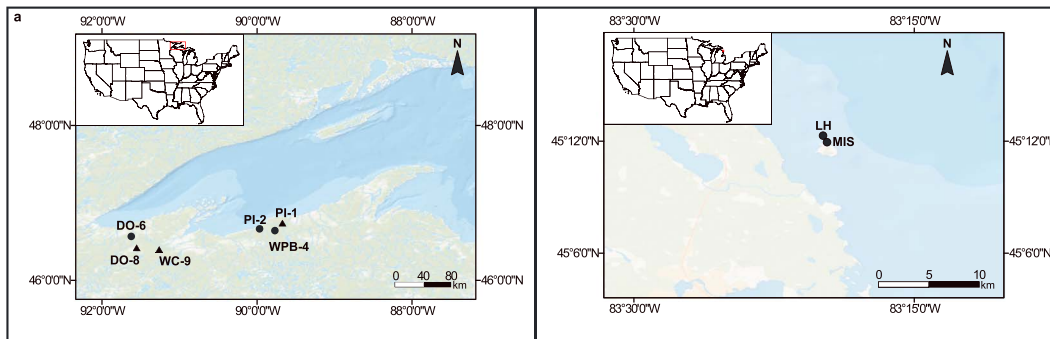 a
92°0'0"W 90°0'0"W 88°0'0"W
N
48°0'0"N
48°0'0"N
PI-1
PI-2
DO-6
WPB-4
DO-8
WC-9
46°0'0"N
46°0'0"N
0 40 80
km
92°0'0"W 90°0'0"W 88°0'0"W
83°30'0"W 83°15'0"W
N
LH
MIS
45°12'0"N
45°12'0"N
45°6'0"N
45°6'0"N
0 5 10
km
83°30'0"W 83°15'0"W